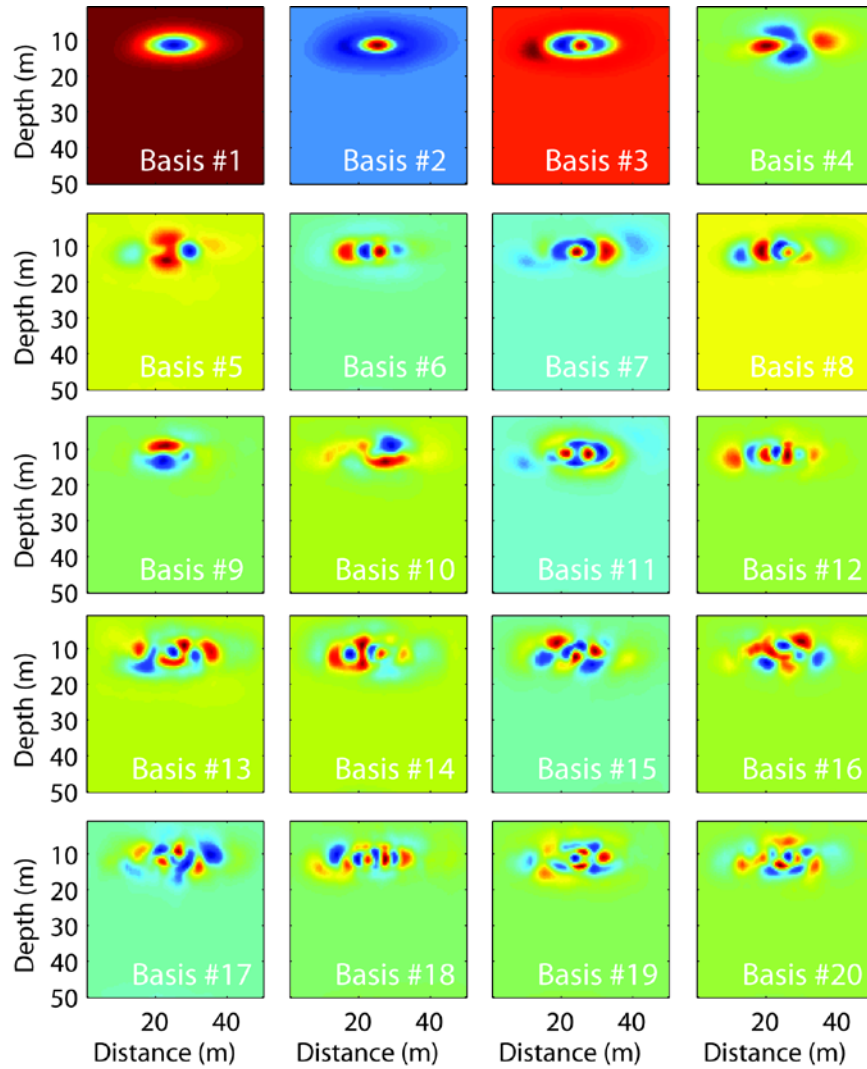 Depth (m)
10
20
30
40
50
Basis #1
Basis #2
Basis #3
Basis #4
Depth (m)
10
20
30
40
50
Basis #5
Basis #6
Basis #7
Basis #8
Depth (m)
10
20
30
40
50
Basis #9
Basis #10
Basis #11
Basis #12
Depth (m)
10
20
30
40
50
Basis #13
Basis #14
Basis #15
Basis #16
Depth (m)
10
20
30
40
50
Basis #17
Basis #18
Basis #19
Basis #20
20 40 20 40 20 40 20 40
Distance (m) Distance (m) Distance (m) Distance (m)